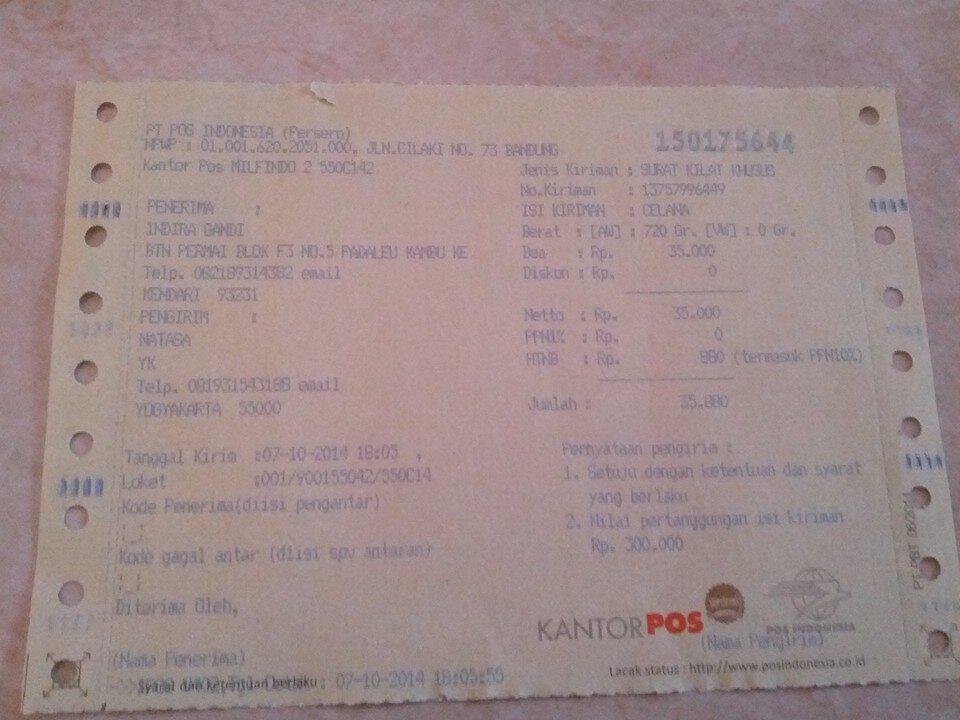 PT POS INDONESIA (Persero)
NPWP : 01.001.620.2051.000, JLN.CILAKI NO. 73 BANDUNG
Kantor Pos MILFINDO 2 550C142
150175644
Jenis Kiriman : SURAT KILAT KHUSUS
No.Kiriman : 13757996449
ISI KIRIMAN : CELANA
Berat : [AW] : 720 Gr. [VW] : 0 Gr.
Bea : Rp. 35.000
Diskon : Rp. 0
Netto : Rp. 35.000
PPN1% : Rp. 0
HTNB : Rp. 880 (termasuk PPN10%)
Jumlah : 35.880
PENERIMA :
INDIRA GANDI
BTN PERMAI BLOK F3 NO.5 PADALEU KAMBU KE
Telp. 082189314382 email
KENDARI 93231
PENGIRIM :
NATASA
YK
Telp. 081931543188 email
YOGYAKARTA 55000
Tanggal Kirim :07-10-2014 18:05 ,
Loket :001/900155042/550C14
Kode Penerima(diisi pengantar)
Kode gagal antar (diisi spv antaran)
Diterima Oleh,
(Nama Penerima)
Pernyataan pengirim :
1. Setuju dengan ketentuan dan syarat
yang berlaku
2. Nilai pertanggungan isi kiriman
Rp. 300.000
KANTORPOS
POS INDONESIA
(Nama Pengirim)
Lacak status : http://www.posindonesia.co.id
Syarat dan ketentuan berlaku
: 07-10-2014 18:05:55